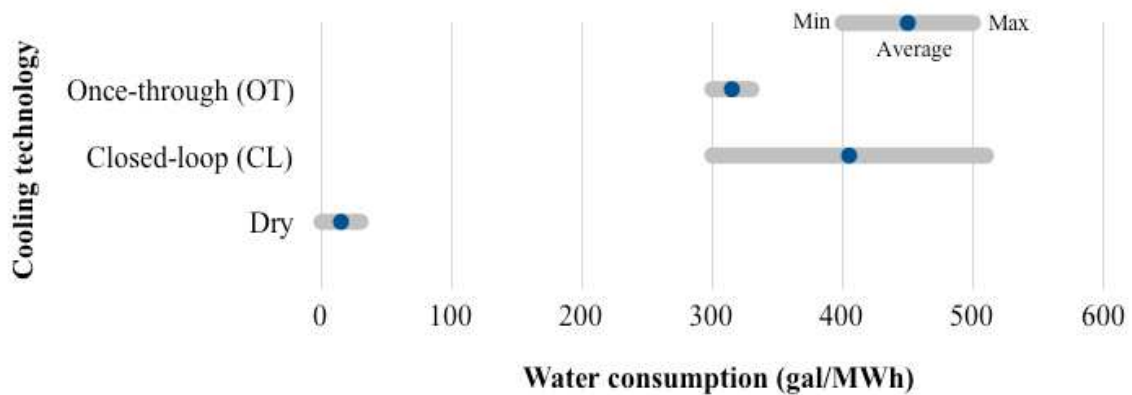 Min
Max
Average
Cooling technology
Once-through (OT)
Closed-loop (CL)
Dry
0 100 200 300 400 500 600
Water consumption (gal/MWh)